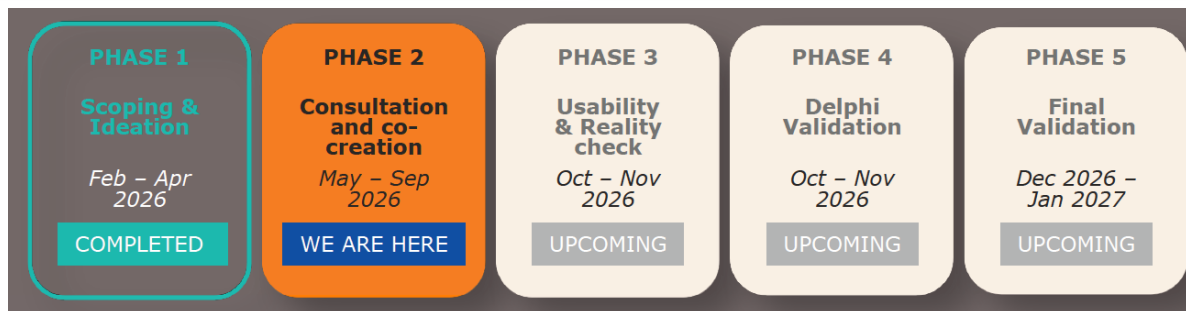 PHASE 1
Scoping &
Ideation
Feb – Apr
2026
COMPLETED
PHASE 2
Consultation
and co-
creation
May – Sep
2026
WE ARE HERE
PHASE 3
Usability
& Reality
check
Oct – Nov
2026
UPCOMING
PHASE 4
Delphi
Validation
Oct – Nov
2026
UPCOMING
PHASE 5
Final
Validation
Dec 2026 –
Jan 2027
UPCOMING